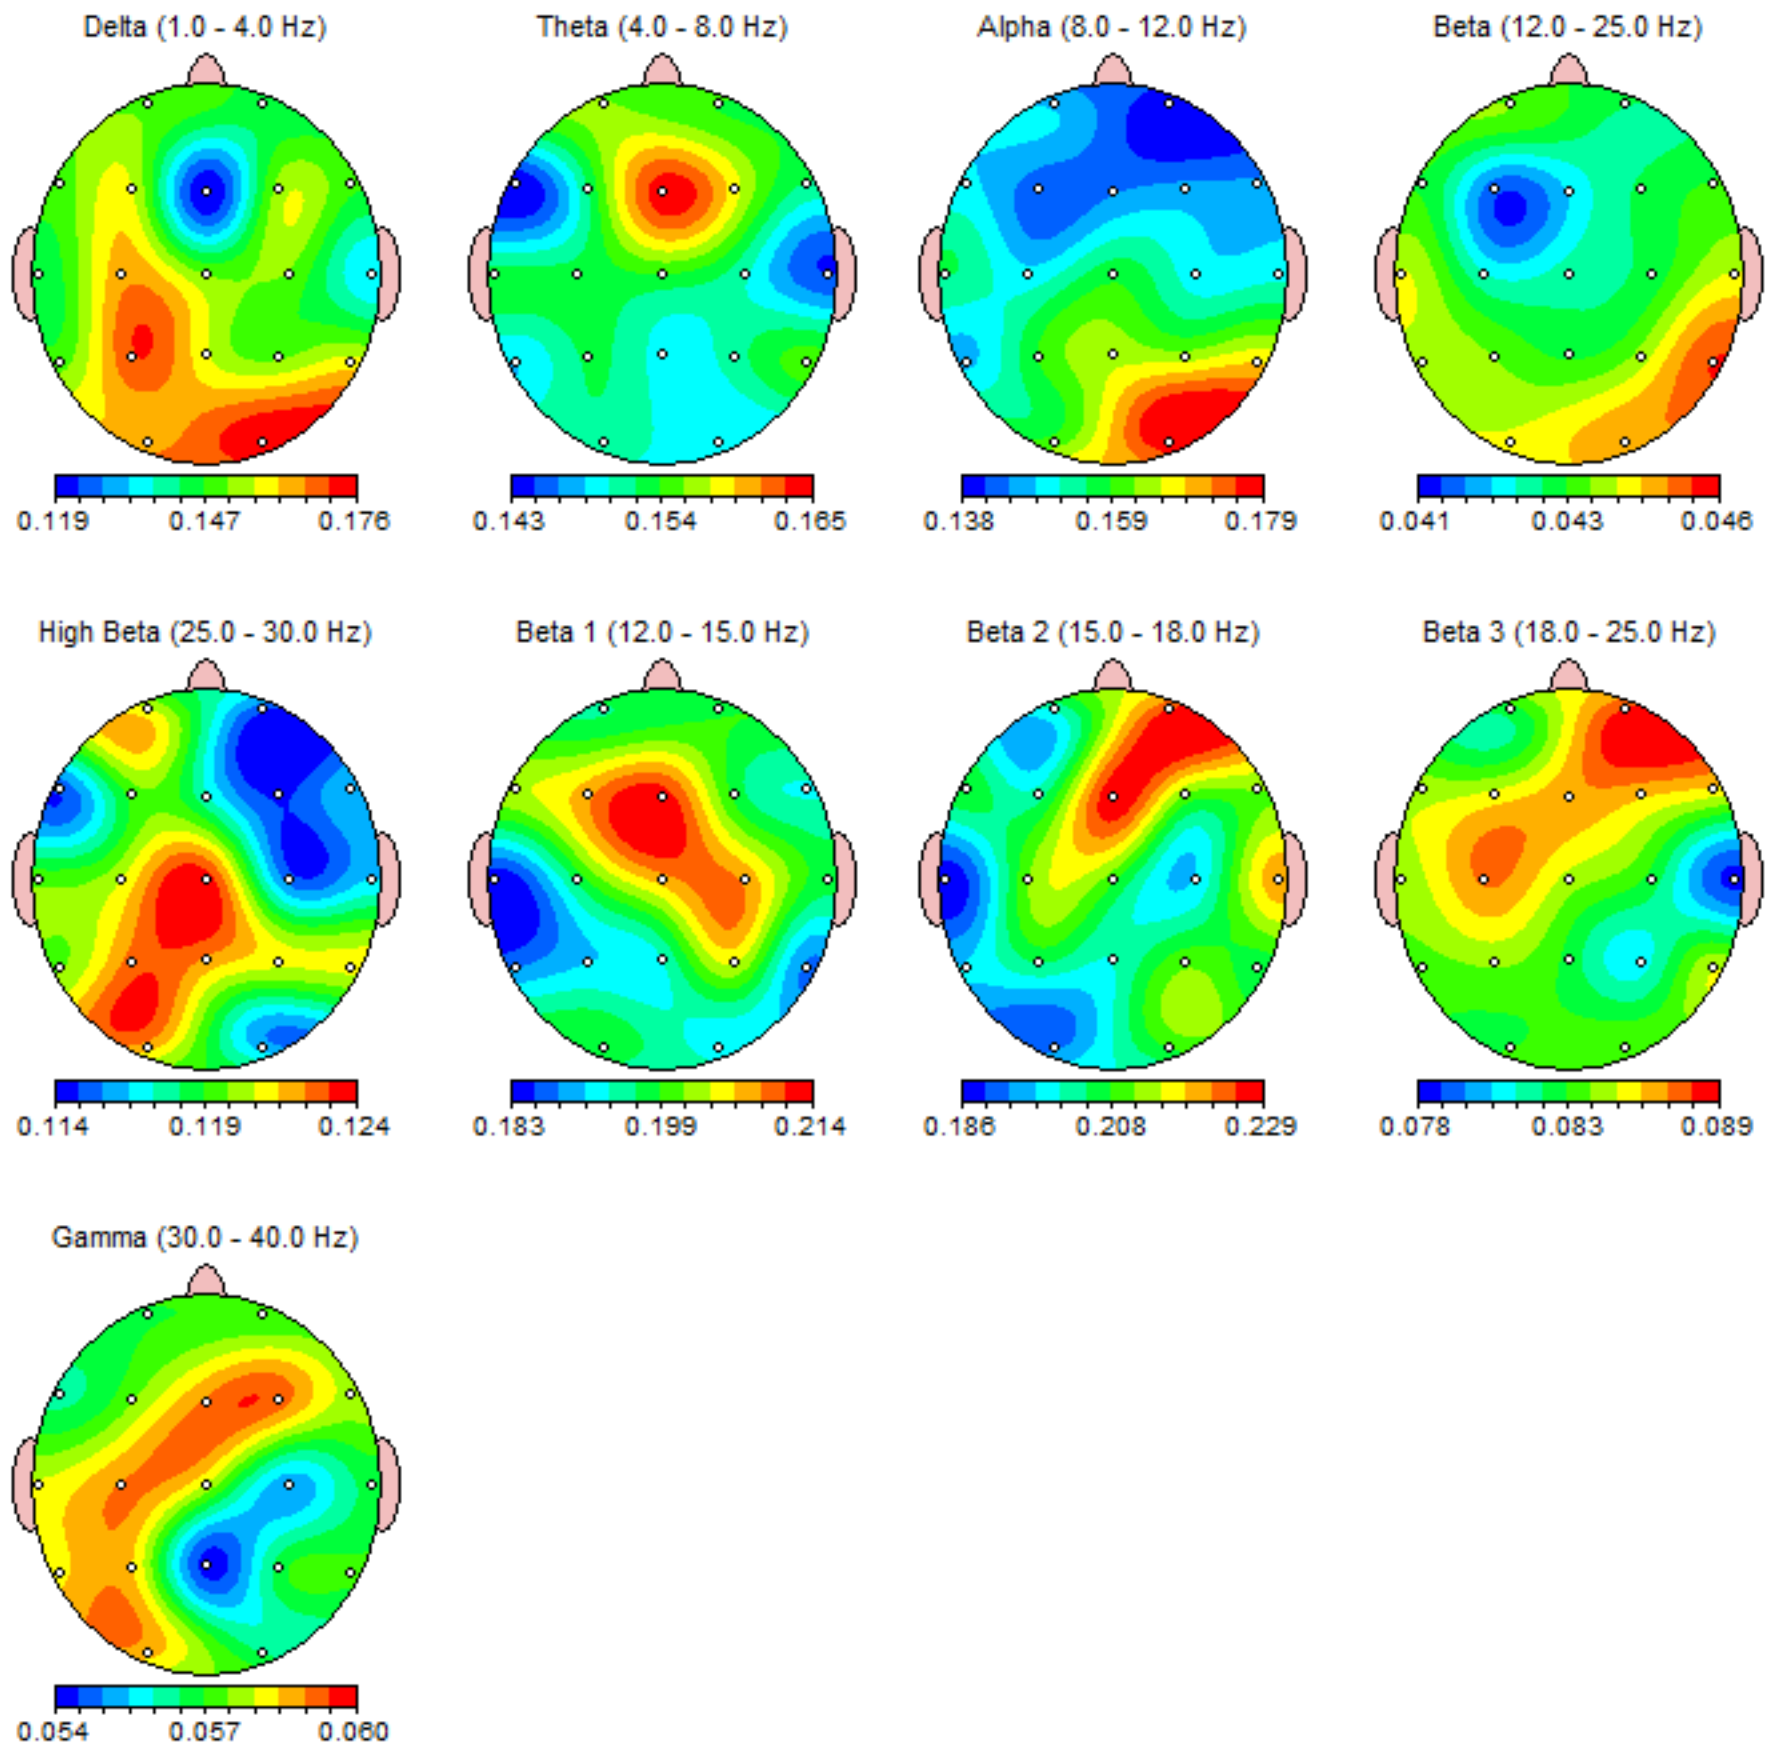 Delta (1.0 - 4.0 Hz)
Theta (4.0 - 8.0 Hz)
Alpha (8.0 - 12.0 Hz)
Beta (12.0 - 25.0 Hz)
0.119 0.147 0.176
0.143 0.154 0.165
0.138 0.159 0.179
0.041 0.043 0.046
High Beta (25.0 - 30.0 Hz)
Beta 1 (12.0 - 15.0 Hz)
Beta 2 (15.0 - 18.0 Hz)
Beta 3 (18.0 - 25.0 Hz)
0.114 0.119 0.124
0.183 0.199 0.214
0.186 0.208 0.229
0.078 0.083 0.089
Gamma (30.0 - 40.0 Hz)
0.054 0.057 0.060